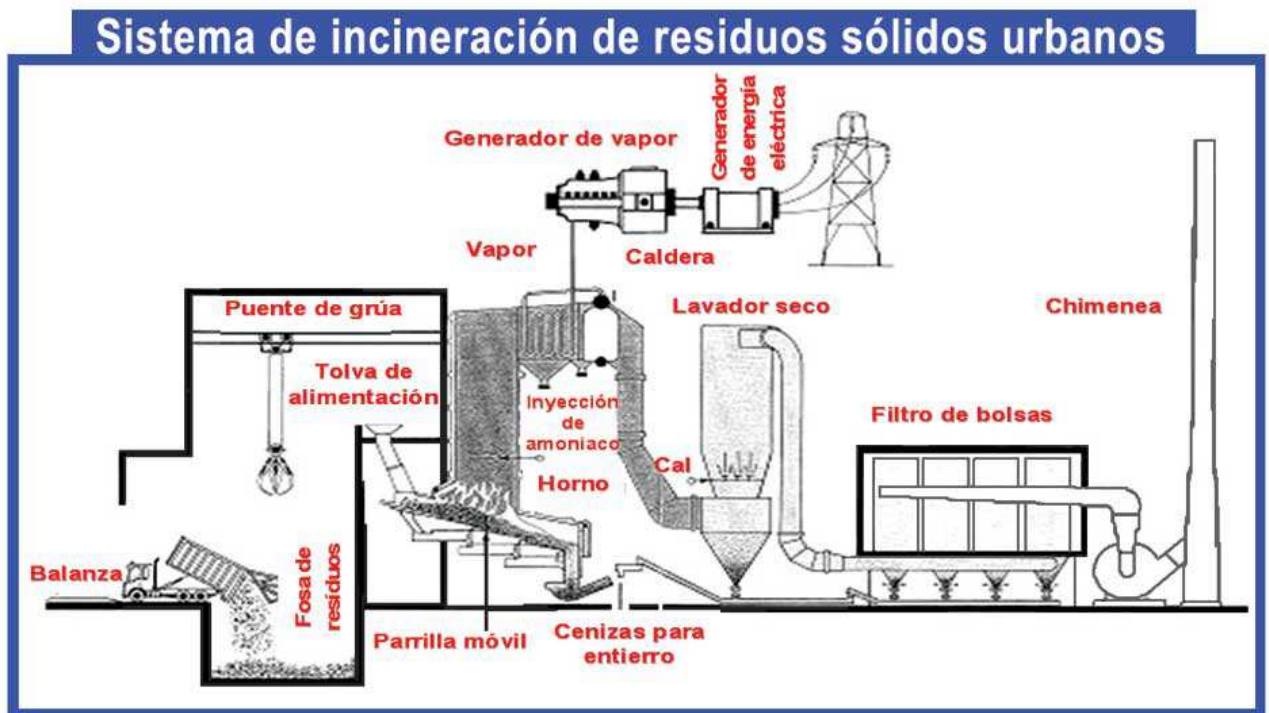 Sistema de incineración de residuos sólidos urbanos
Generador de vapor
Generador
de energía
eléctrica
Vapor
Caldera
Puente de grúa
Lavador seco
Chimenea
Tolva de
alimentación
Inyección
de
amoniaco
Filtro de bolsas
Cal
Horno
Balanza
Fosa de
residuos
Parrilla móvil
Cenizas para
entierro